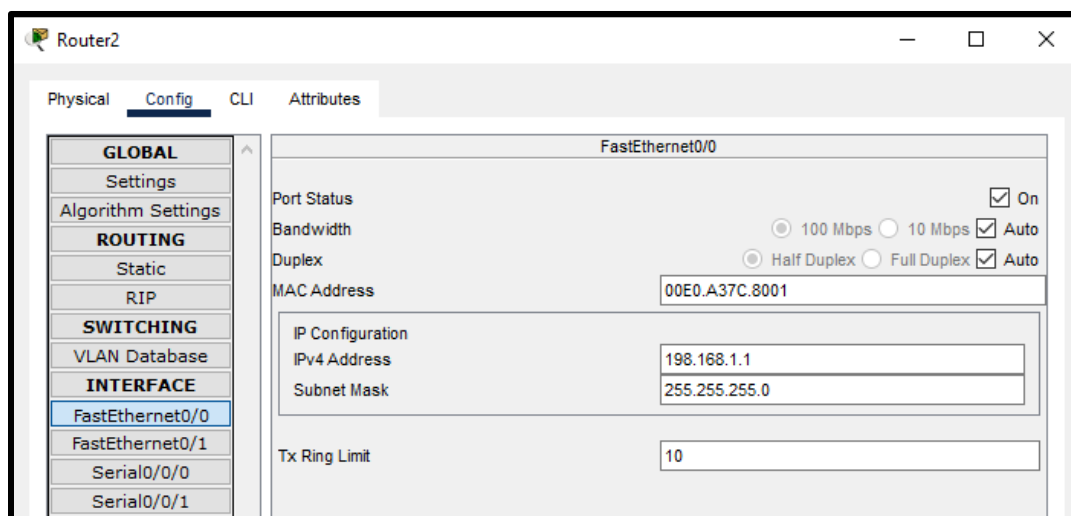 Router2
Physical Config CLI Attributes
GLOBAL
Settings
Algorithm Settings
ROUTING
Static
RIP
SWITCHING
VLAN Database
INTERFACE
FastEthernet0/0
FastEthernet0/1
Serial0/0/0
Serial0/0/1
FastEthernet0/0
Port Status On
Bandwidth 100 Mbps 10 Mbps Auto
Duplex Half Duplex Full Duplex Auto
MAC Address 00E0.A37C.8001
IP Configuration
IPv4 Address 198.168.1.1
Subnet Mask 255.255.255.0
Tx Ring Limit 10